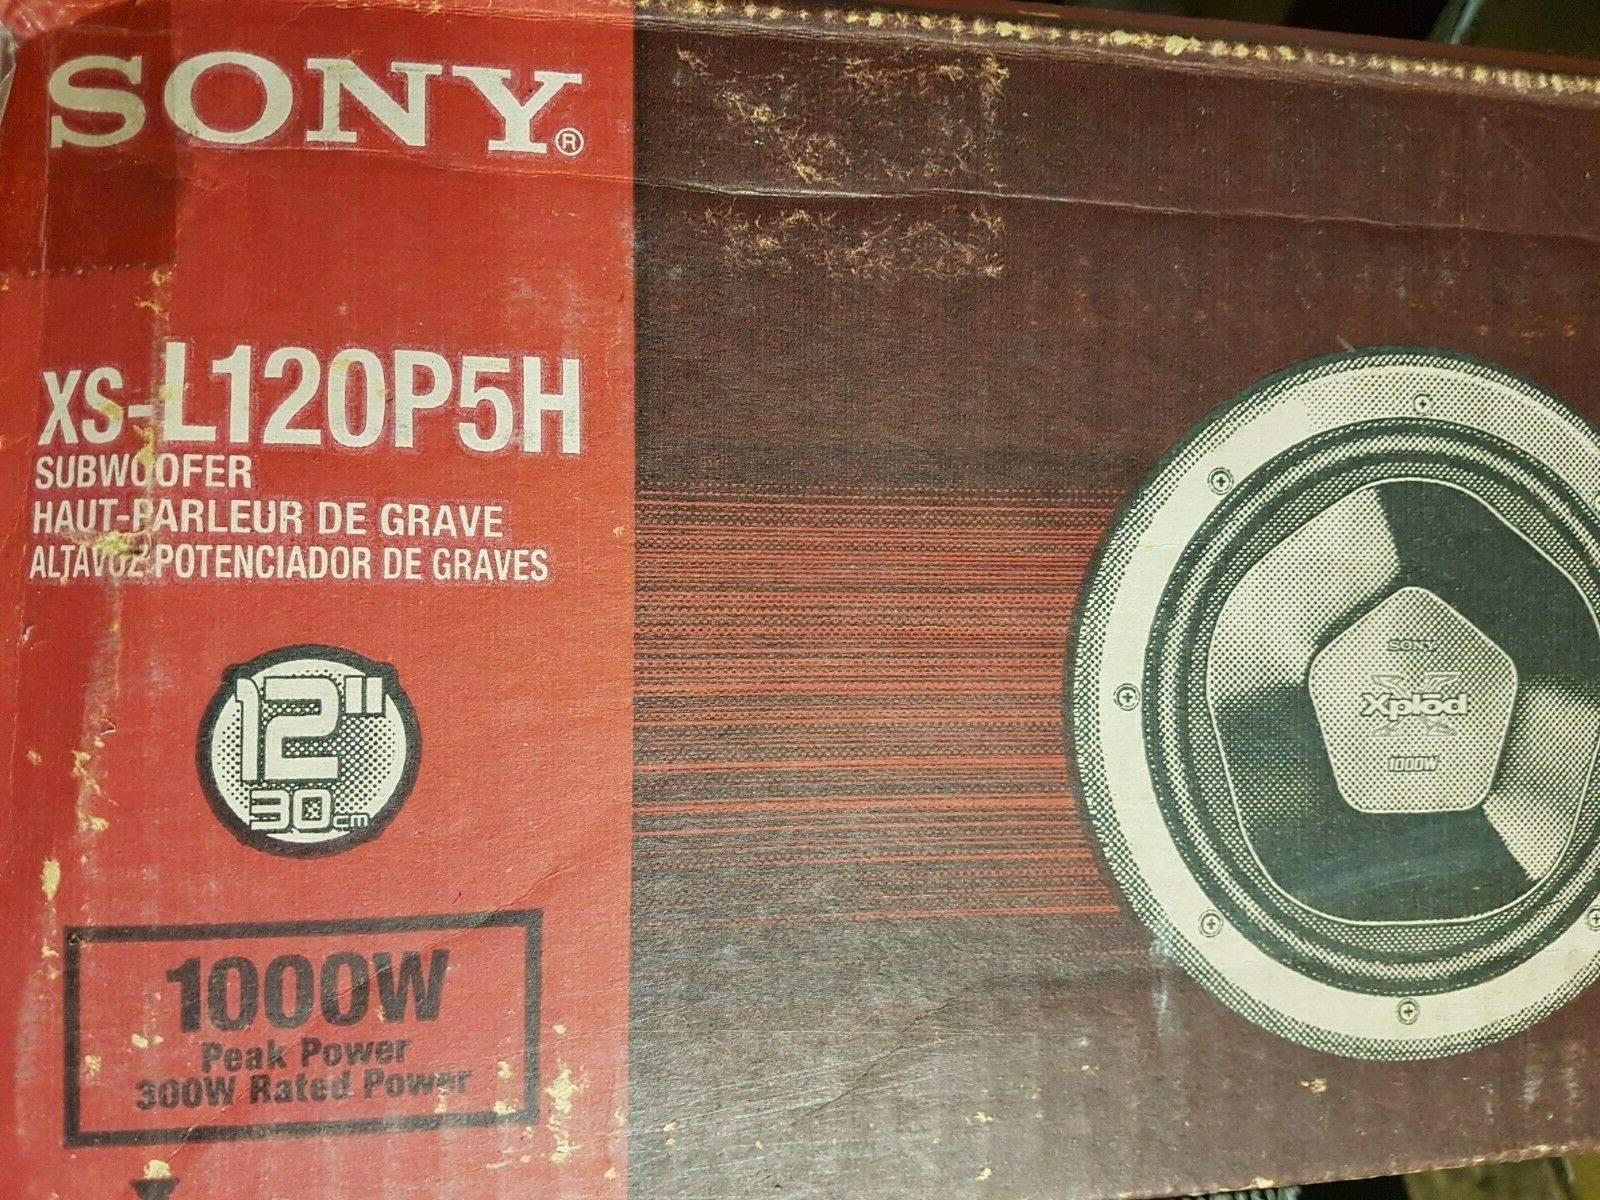 SONY®
XS-L120P5H
SUBWOOFER
HAUT-PARLEUR DE GRAVE
ALTAVOZ POTENCIADOR DE GRAVES
12"
30cm
1000W
Peak Power
300W Rated Power
SONY
Xplōd
1000W